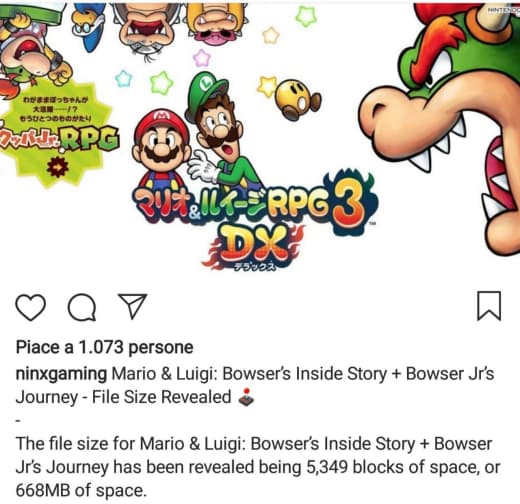 NINTENDO
わがままぼっちゃんが
大活躍……!?
もうひとつのものがたり
クッパJr.RPG
マリオ&ルイージRPG3
DX
デラックス
TM
Piace a 1.073 persone
ninxgaming Mario & Luigi: Bowser's Inside Story + Bowser Jr's
Journey - File Size Revealed 🕹️
-
The file size for Mario & Luigi: Bowser's Inside Story + Bowser
Jr's Journey has been revealed being 5,349 blocks of space, or
668MB of space.